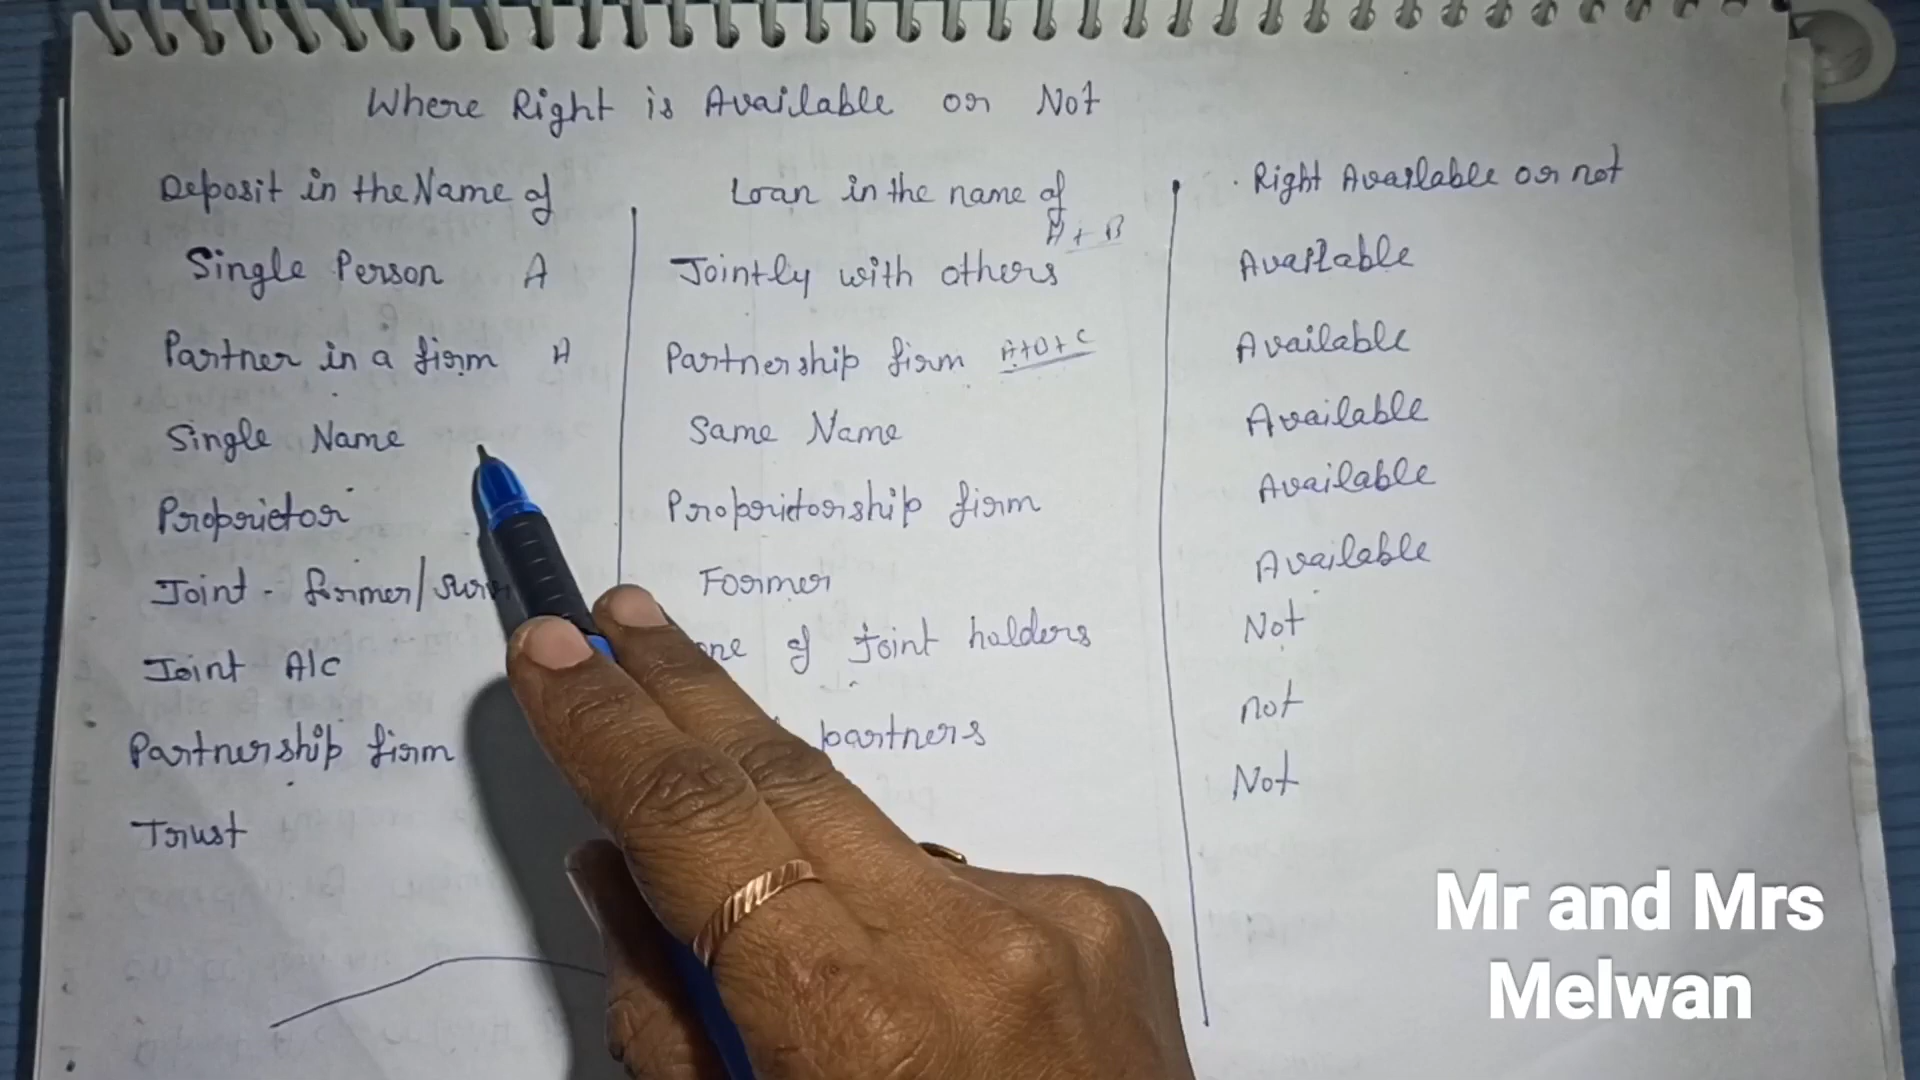 Where Right is Available or Not
Deposit in the Name of
Loan in the name of
Right Available or not
A + B
Single Person A
Jointly with others
Available
Partner in a firm A
Partnership firm A+D+C
Available
Single Name
Same Name
Available
Proprietor
Proprietorship firm
Available
Joint - former/
Former
Available
Joint A/C
one of joint holders
Not
Partnership firm
partners
not
Trust
Not
Mr and Mrs
Melwan